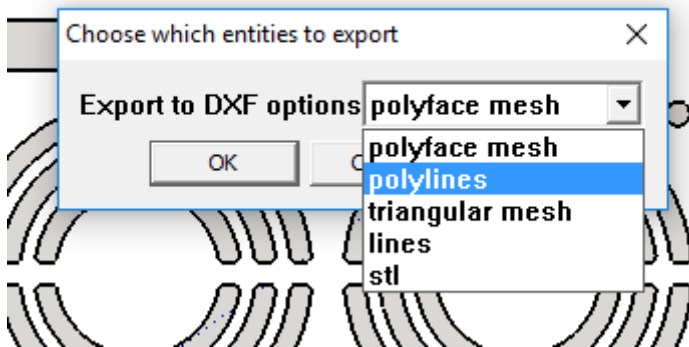 Choose which entities to export
Export to DXF options polyface mesh
OK
polyface mesh
polylines
triangular mesh
lines
stl